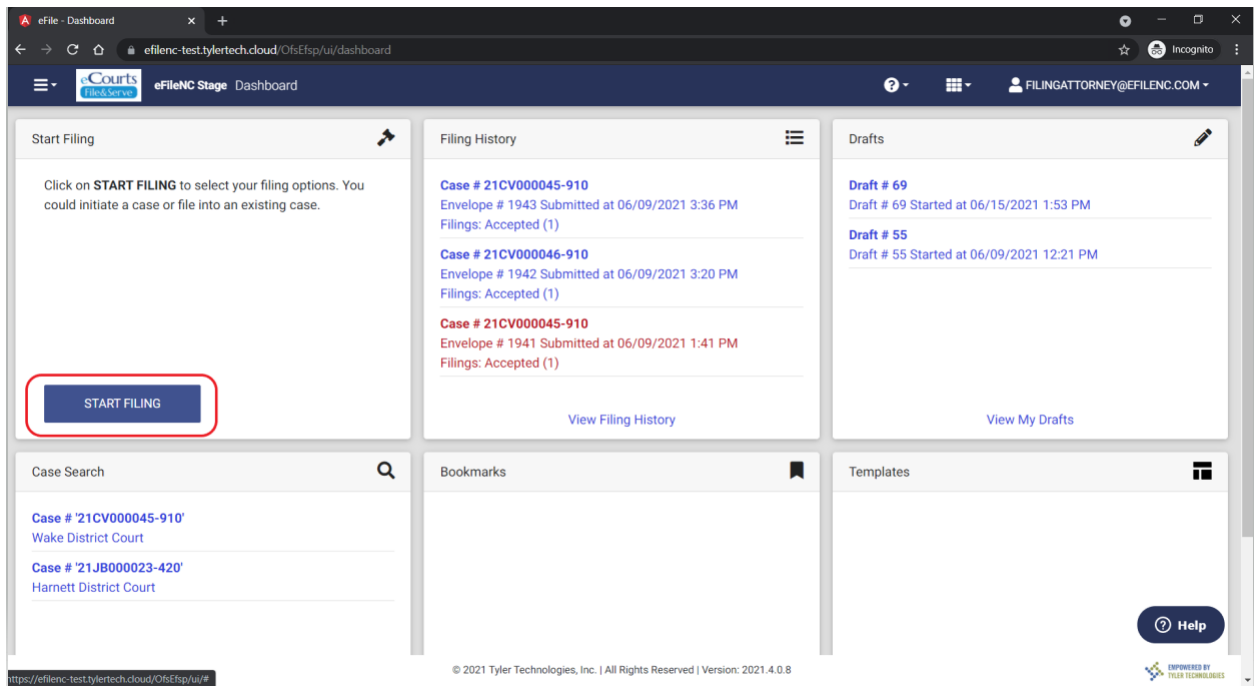 eFile - Dashboard
efilenc-test.tylertech.cloud/OfsEfsp/ui/dashboard
Incognito
eCourts
File&Serve
eFileNC Stage Dashboard
FILINGATTORNEY@EFILENC.COM
Start Filing
Click on START FILING to select your filing options. You
could initiate a case or file into an existing case.
START FILING
Filing History
Case # 21CV000045-910
Envelope # 1943 Submitted at 06/09/2021 3:36 PM
Filings: Accepted (1)
Case # 21CV000046-910
Envelope # 1942 Submitted at 06/09/2021 3:20 PM
Filings: Accepted (1)
Case # 21CV000045-910
Envelope # 1941 Submitted at 06/09/2021 1:41 PM
Filings: Accepted (1)
View Filing History
Drafts
Draft # 69
Draft # 69 Started at 06/15/2021 1:53 PM
Draft # 55
Draft # 55 Started at 06/09/2021 12:21 PM
View My Drafts
Case Search
Case # '21CV000045-910'
Wake District Court
Case # '21JB000023-420'
Harnett District Court
Bookmarks
Templates
Help
© 2021 Tyler Technologies, Inc. | All Rights Reserved | Version: 2021.4.0.8
EMPOWERED BY
TYLER TECHNOLOGIES
https://efilenc-test.tylertech.cloud/OfsEfsp/ui/#